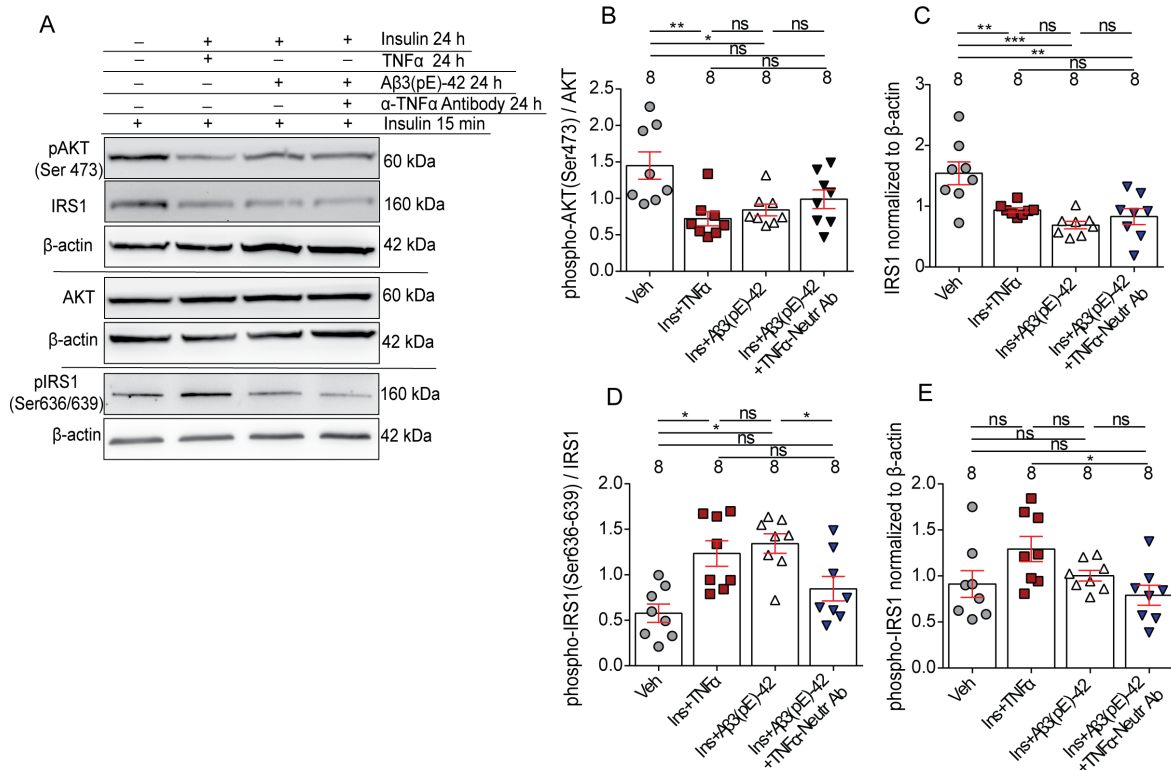 A
– + + + Insulin 24 h
– + – – TNFα 24 h
– – + + Aβ3(pE)-42 24 h
– – – + α-TNFα Antibody 24 h
+ + + + Insulin 15 min
pAKT
(Ser 473)
60 kDa
IRS1
160 kDa
β-actin
42 kDa
AKT
60 kDa
β-actin
42 kDa
pIRS1
(Ser636/639)
160 kDa
β-actin
42 kDa
B
** ns ns
*
ns
ns
8 8 8 8
phospho-AKT(Ser473) / AKT
2.5
2.0
1.5
1.0
0.5
0.0
Veh
Ins+TNFα
Ins+Aβ3(pE)-42
Ins+Aβ3(pE)-42
+TNFα-Neutr Ab
C
** ns ns
***
**
ns
8 8 8 8
IRS1 normalized to β-actin
3
2
1
0
Veh
Ins+TNFα
Ins+Aβ3(pE)-42
Ins+Aβ3(pE)-42
+TNFα-Neutr Ab
D
* ns *
*
ns
ns
8 8 8 8
phospho-IRS1(Ser636-639) / IRS1
2.0
1.5
1.0
0.5
0.0
Veh
Ins+TNFα
Ins+Aβ3(pE)-42
Ins+Aβ3(pE)-42
+TNFα-Neutr Ab
E
ns ns ns
ns
ns
*
8 8 8 8
phospho-IRS1 normalized to β-actin
2.0
1.5
1.0
0.5
0.0
Veh
Ins+TNFα
Ins+Aβ3(pE)-42
Ins+Aβ3(pE)-42
+TNFα-Neutr Ab